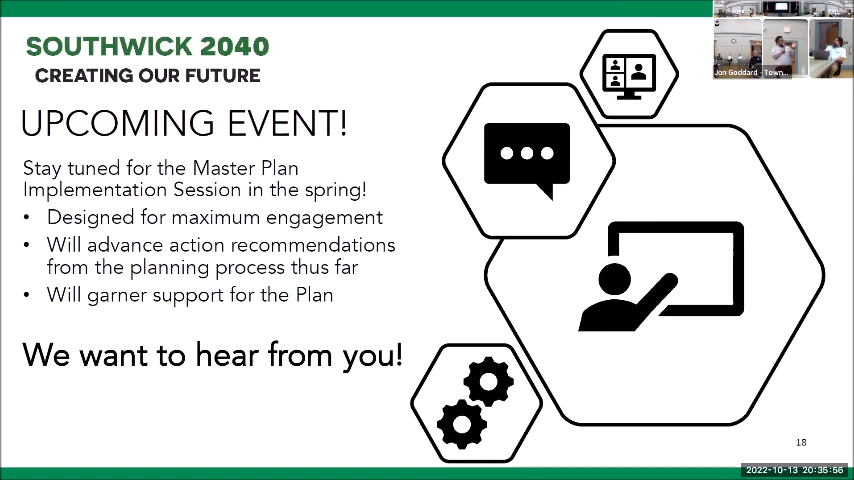 SOUTHWICK 2040
CREATING OUR FUTURE
UPCOMING EVENT!
Stay tuned for the Master Plan
Implementation Session in the spring!
• Designed for maximum engagement
• Will advance action recommendations
from the planning process thus far
• Will garner support for the Plan
We want to hear from you!
Jon Goddard - Town...
18
2022-10-13 20:35:56